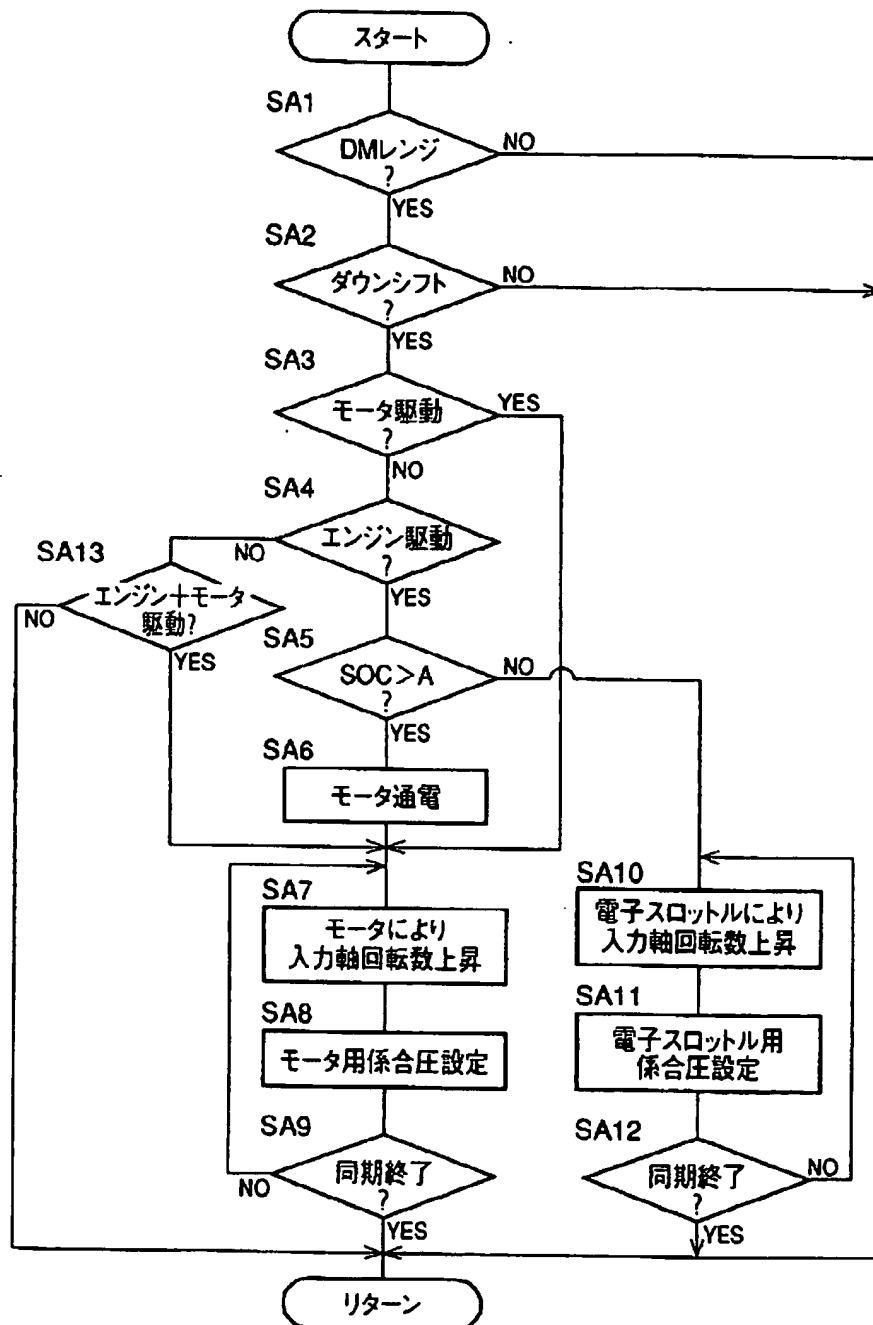 スタート
SA1
DMレンジ
?
NO
YES
SA2
ダウンシフト
?
NO
YES
SA3
モータ駆動
?
YES
NO
SA4
エンジン駆動
?
NO
YES
SA13
エンジン+モータ
駆動?
NO
YES
SA5
SOC>A
?
NO
YES
SA6
モータ通電
SA7
モータにより
入力軸回転数上昇
SA8
モータ用係合圧設定
SA9
同期終了
?
NO
YES
SA10
電子スロットルにより
入力軸回転数上昇
SA11
電子スロットル用
係合圧設定
SA12
同期終了
?
NO
YES
リターン